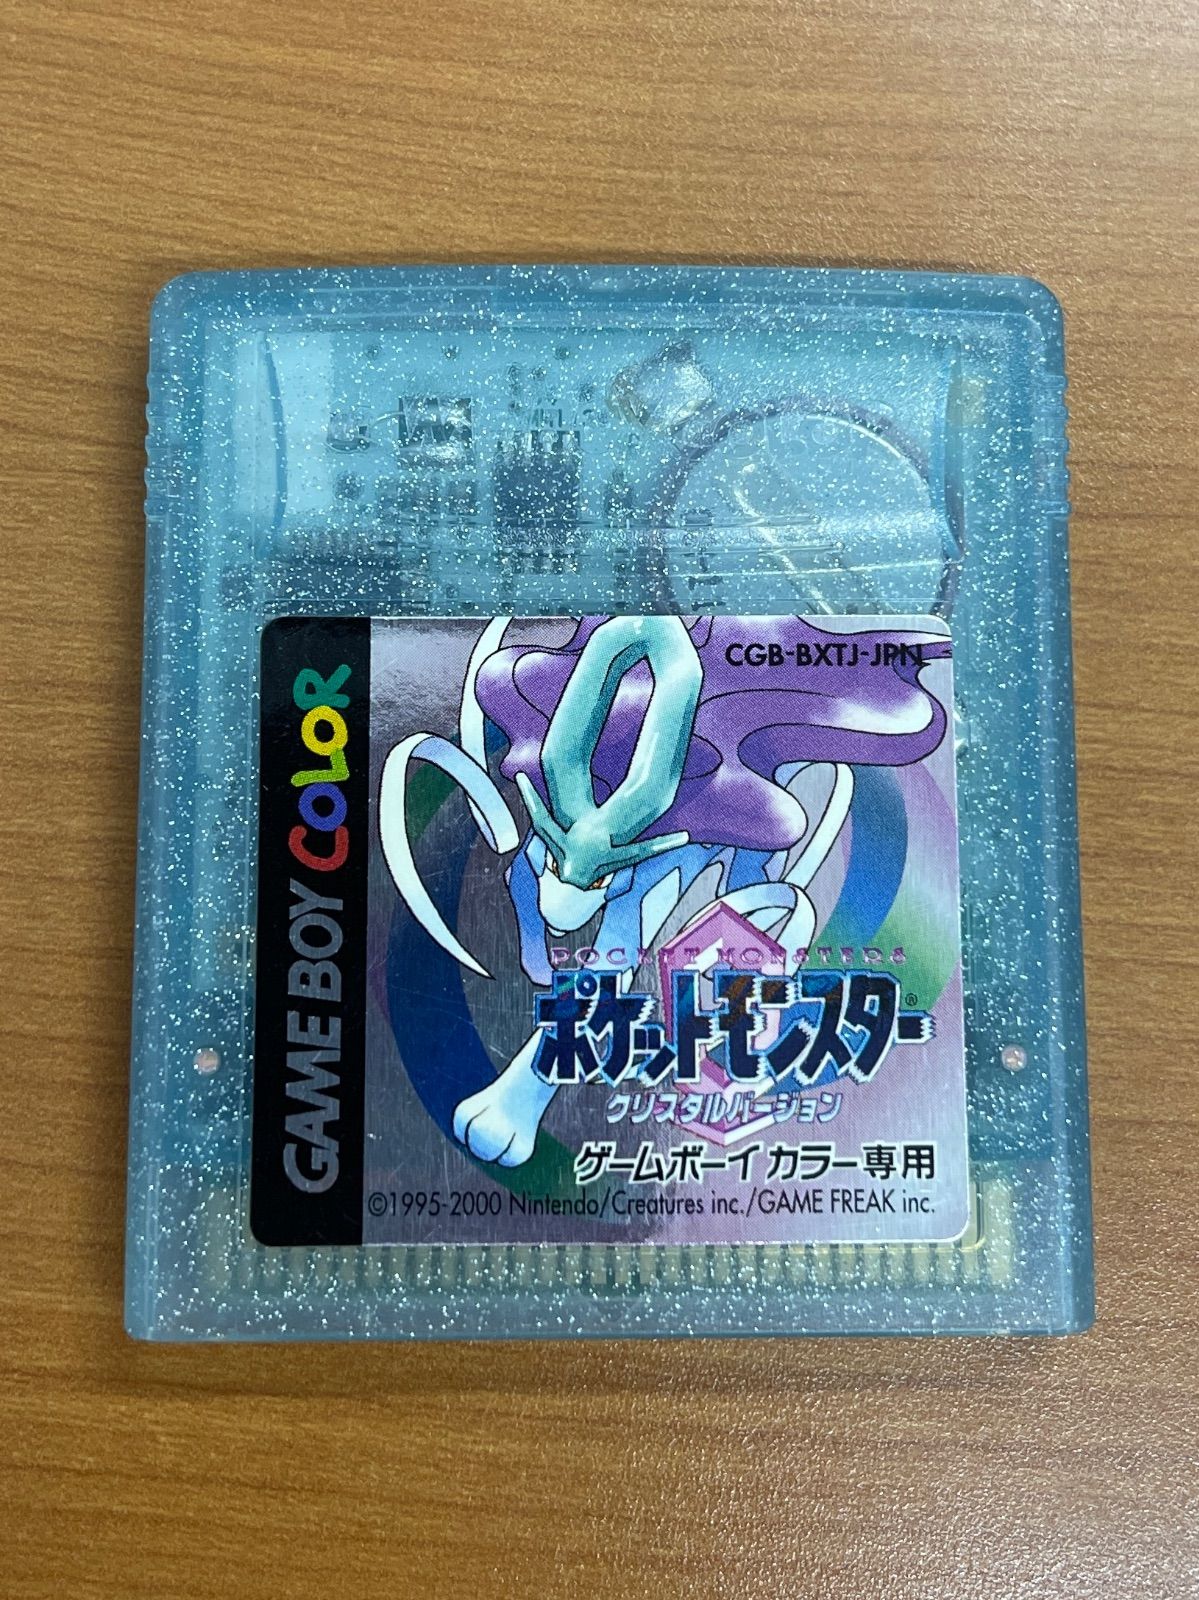 CGB-BXTJ-JPN
GAME BOY COLOR
POCKET MONSTERS
ポケットモンスター®
クリスタルバージョン
ゲームボーイカラー専用
©1995-2000 Nintendo/Creatures inc./GAME FREAK inc.